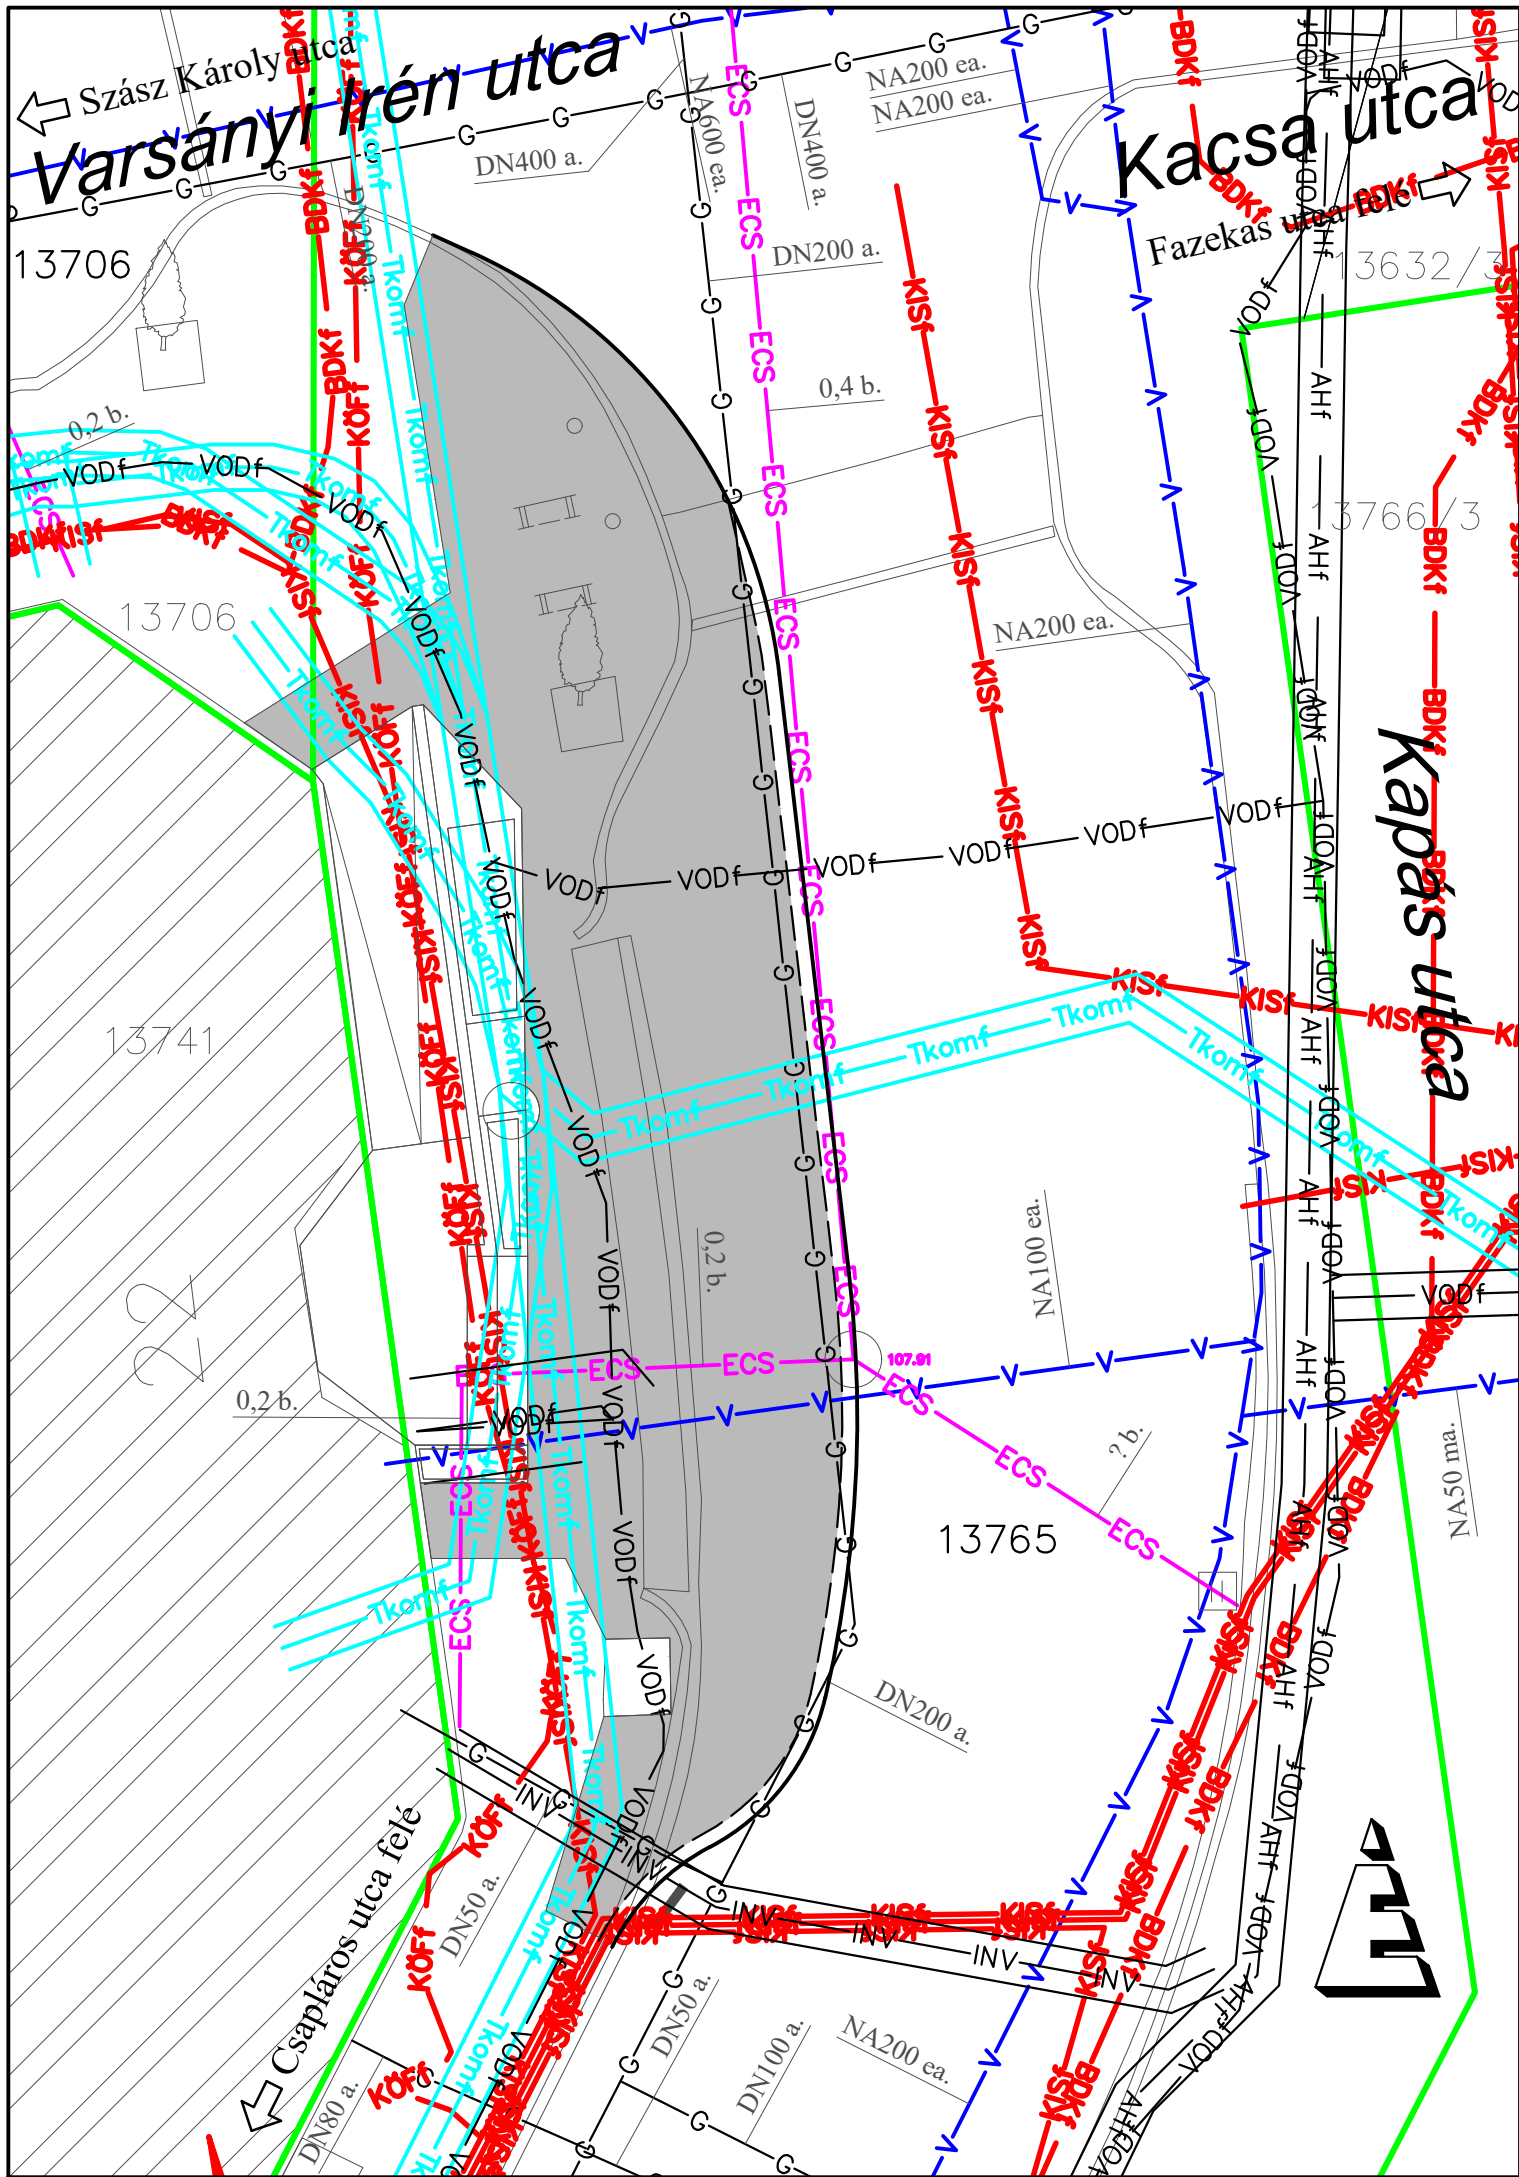 Szász Károly utca
Varsányi Irén utca
Kacsa utca
Fazekas utca felé
DN400 a.
NA600 ea.
DN400 a.
NA200 ea.
NA200 ea.
DN200 a.
DN200 a.
13706
13632/3
0,4 b.
0,2 b.
13766/3
13706
NA200 ea.
Kapás utca
13741
22
0,2 b.
NA100 ea.
0,2 b.
107.91
? b.
NA50 ma.
13765
DN200 a.
Csapláros utca felé
DN50 a.
DN50 a.
DN100 a.
NA200 ea.
DN80 a.
BDKf
KÖFf
KISf
Tkomf
VODf
ECS
AHf
INV
G
V